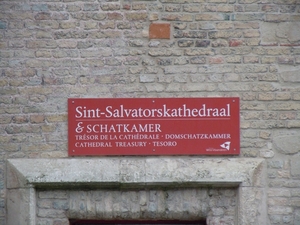 Sint-Salvatorskathedraal
& SCHATKAMER
TRÉSOR DE LA CATHÉDRALE · DOMSCHATZKAMMER
CATHEDRAL TREASURY · TESORO